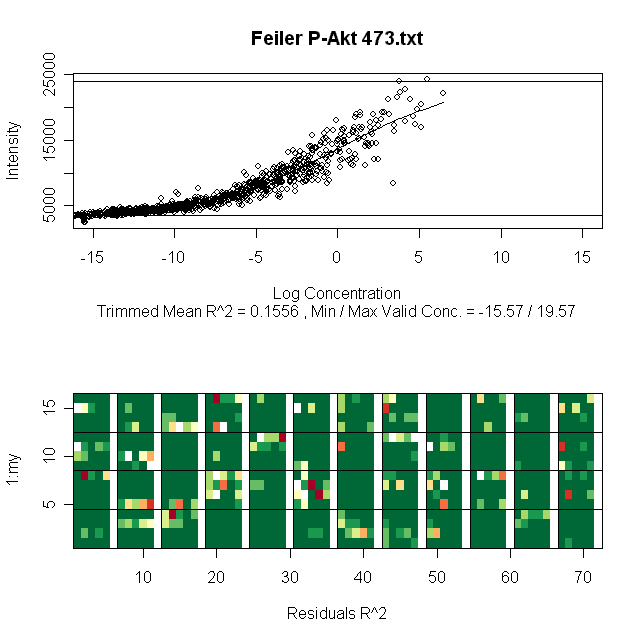 Feiler P-Akt 473.txt
Intensity
5000 15000 25000
-15 -10 -5 0 5 10 15
Log Concentration
Trimmed Mean R^2 = 0.1556 , Min / Max Valid Conc. = -15.57 / 19.57
1:my
5 10 15
10 20 30 40 50 60 70
Residuals R^2